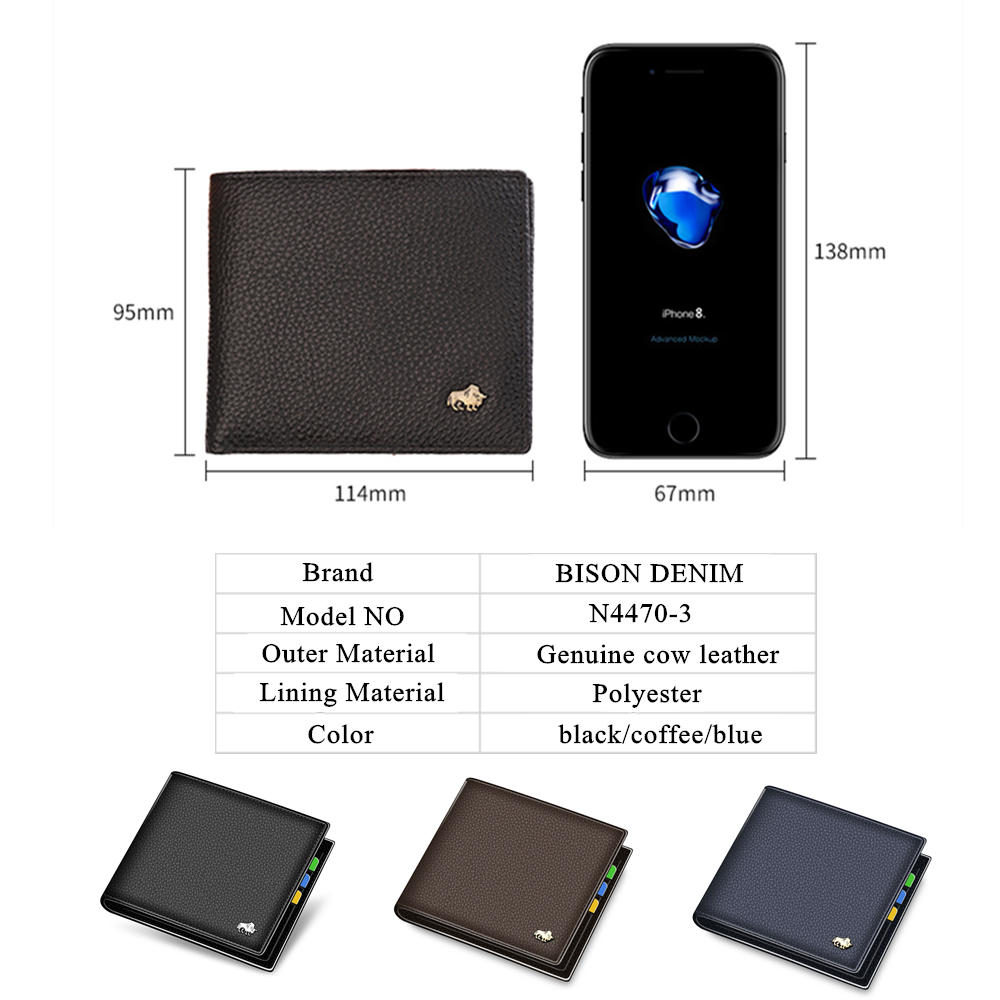 95mm
114mm
iPhone 8.
Advanced Mockup
138mm
67mm
Brand BISON DENIM
Model NO N4470-3
Outer Material Genuine cow leather
Lining Material Polyester
Color black/coffee/blue